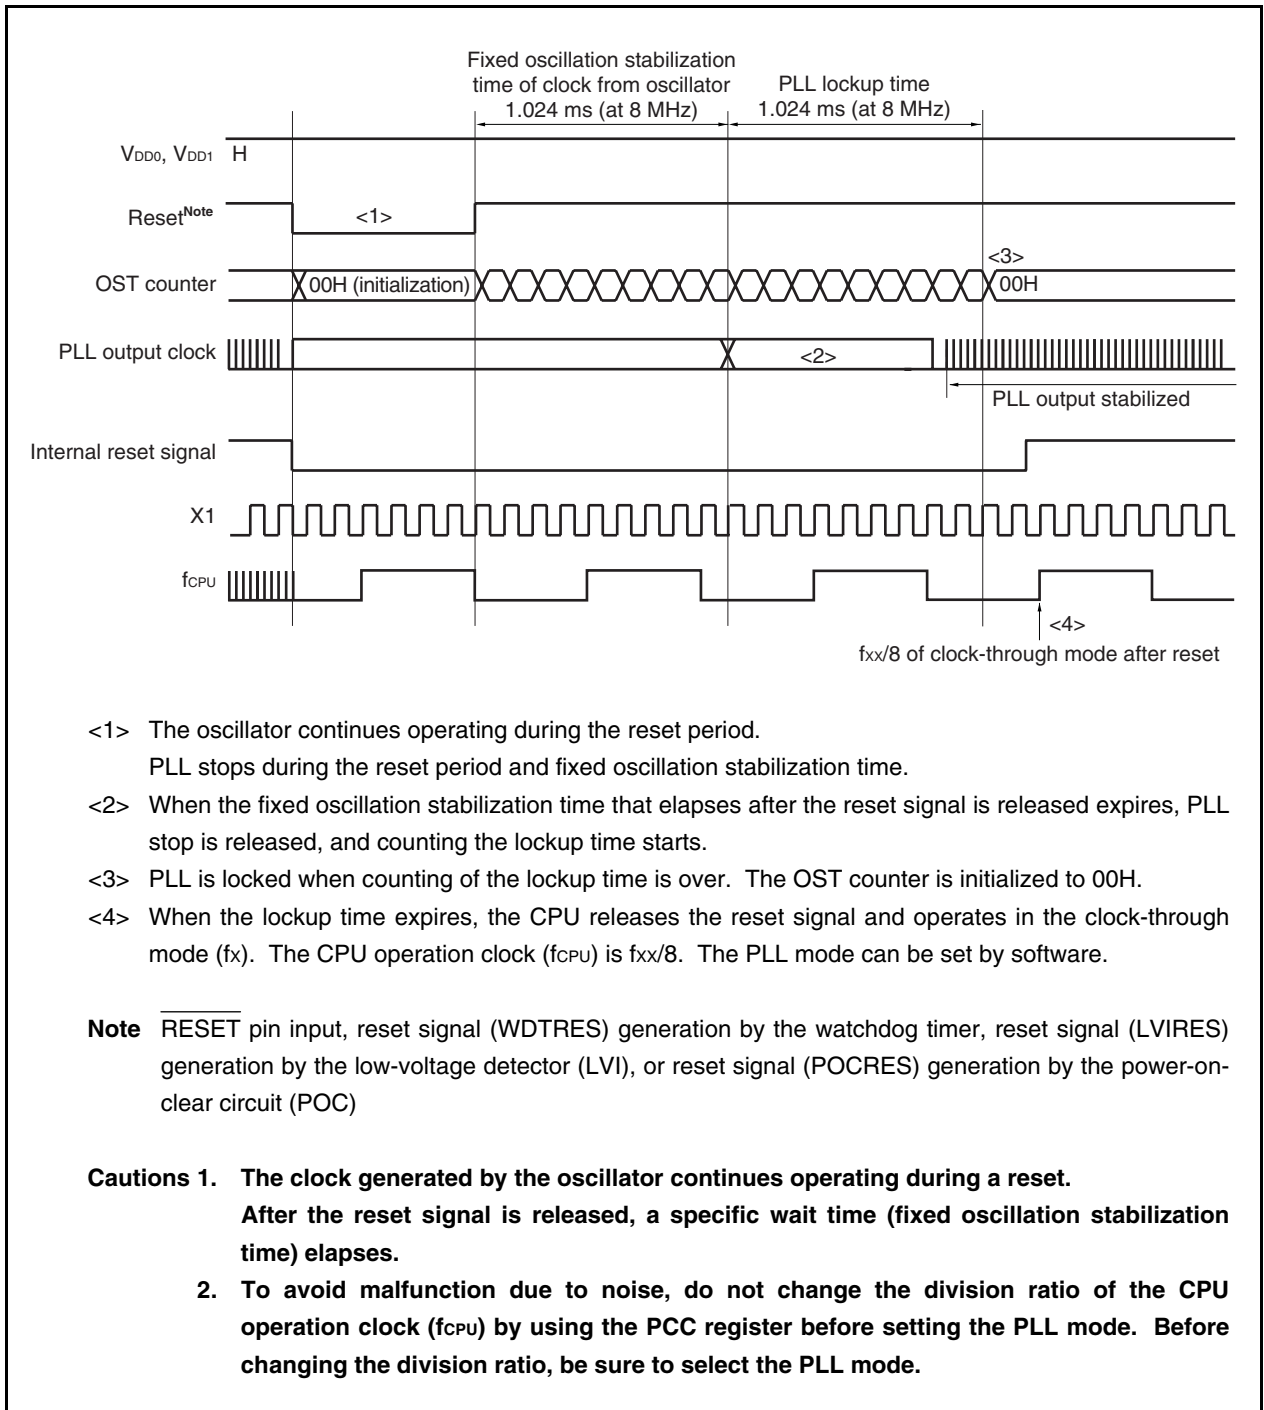 Fixed oscillation stabilization
time of clock from oscillator
1.024 ms (at 8 MHz)
PLL lockup time
1.024 ms (at 8 MHz)
VDD0, VDD1 H
ResetNote <1>
<3>
OST counter 00H (initialization) 00H
PLL output clock <2>
PLL output stabilized
Internal reset signal
X1
fCPU
<4>
fxx/8 of clock-through mode after reset
<1> The oscillator continues operating during the reset period.
PLL stops during the reset period and fixed oscillation stabilization time.
<2> When the fixed oscillation stabilization time that elapses after the reset signal is released expires, PLL
stop is released, and counting the lockup time starts.
<3> PLL is locked when counting of the lockup time is over. The OST counter is initialized to 00H.
<4> When the lockup time expires, the CPU releases the reset signal and operates in the clock-through
mode (fx). The CPU operation clock (fCPU) is fxx/8. The PLL mode can be set by software.
Note RESET pin input, reset signal (WDTRES) generation by the watchdog timer, reset signal (LVIRES)
generation by the low-voltage detector (LVI), or reset signal (POCRES) generation by the power-on-
clear circuit (POC)
Cautions 1. The clock generated by the oscillator continues operating during a reset.
After the reset signal is released, a specific wait time (fixed oscillation stabilization
time) elapses.
2. To avoid malfunction due to noise, do not change the division ratio of the CPU
operation clock (fCPU) by using the PCC register before setting the PLL mode. Before
changing the division ratio, be sure to select the PLL mode.